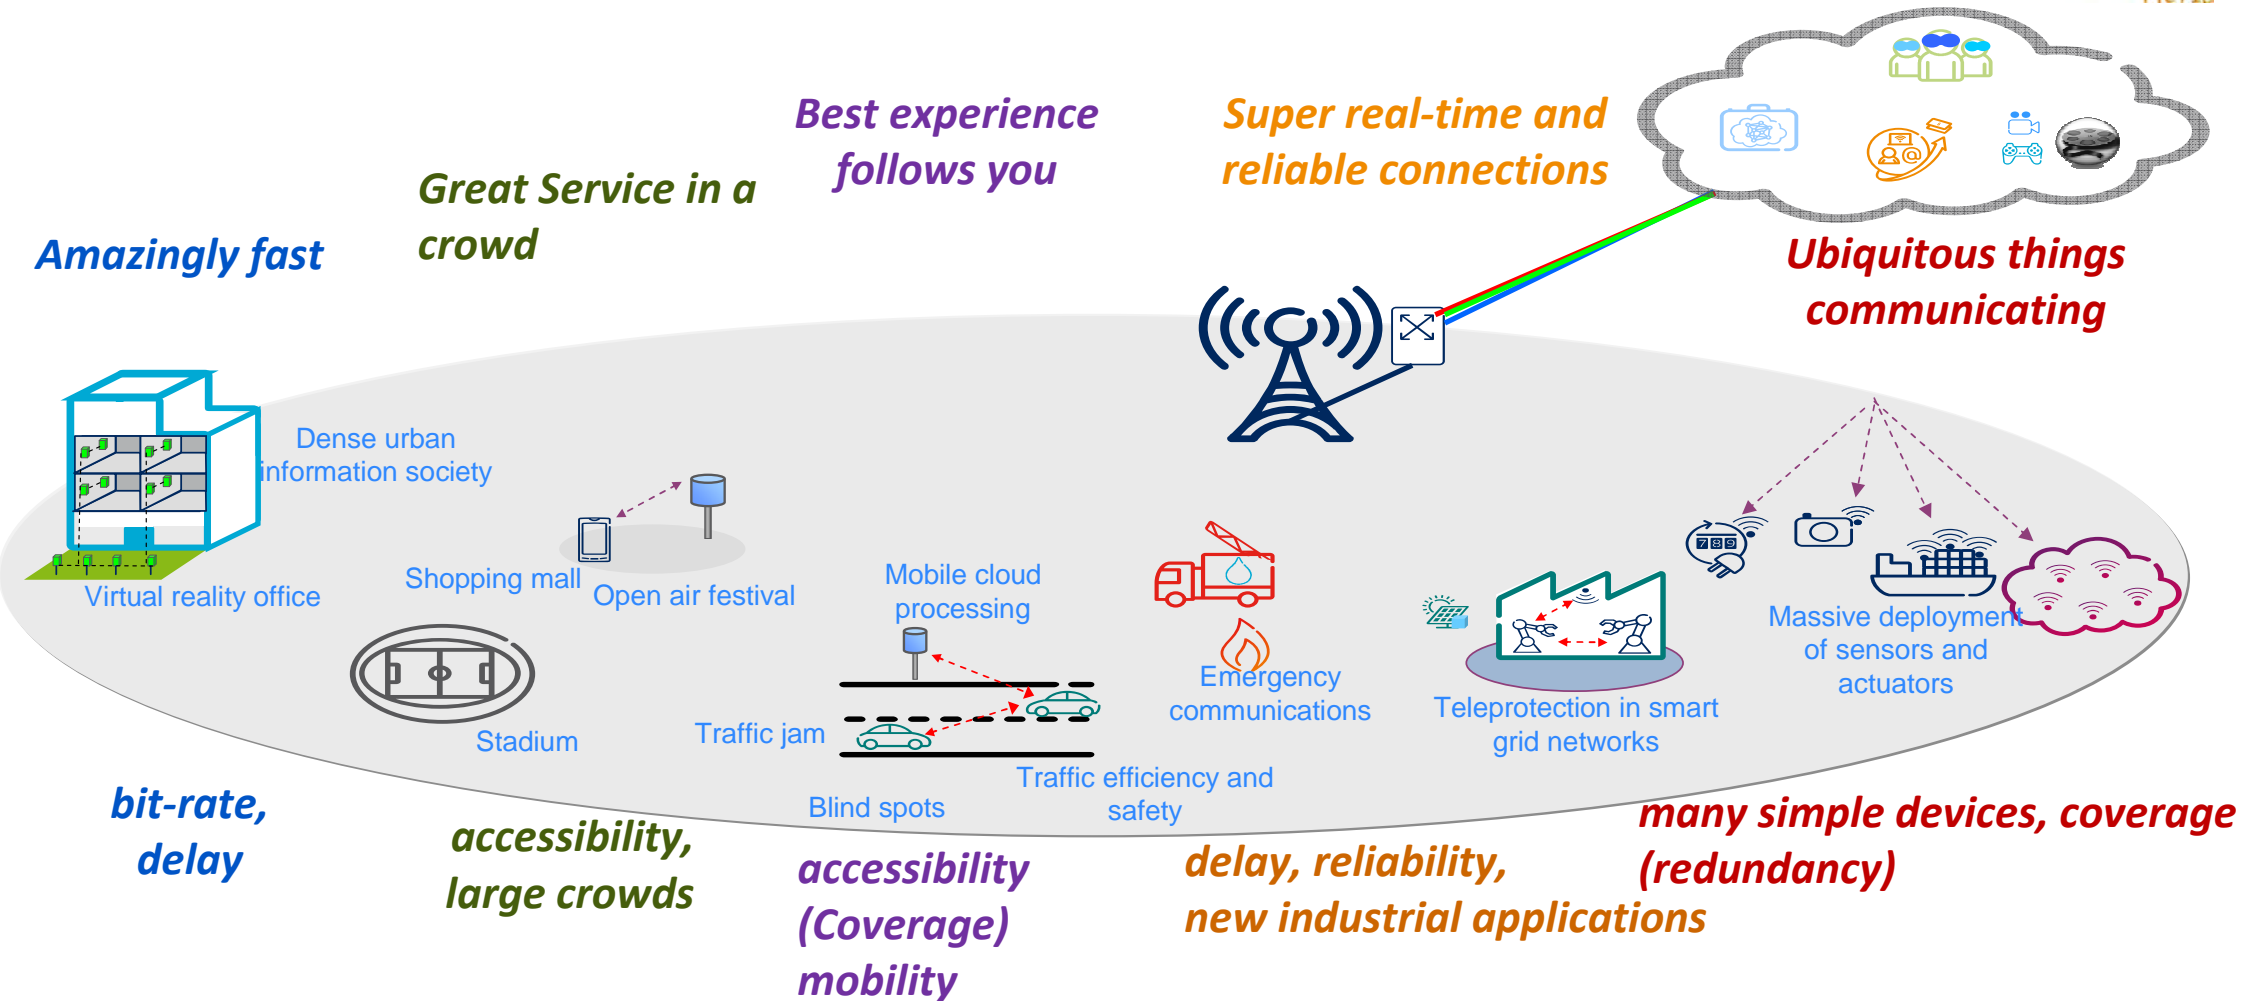 Best experience
follows you
Super real-time and
reliable connections
Great Service in a
crowd
Amazingly fast
Ubiquitous things
communicating
Dense urban
information society
Virtual reality office
Shopping mall
Open air festival
Stadium
Mobile cloud
processing
Traffic jam
Blind spots
Traffic efficiency and
safety
Emergency
communications
Teleprotection in smart
grid networks
789
Massive deployment
of sensors and
actuators
@
bit-rate,
delay
accessibility,
large crowds
accessibility
(Coverage)
mobility
delay, reliability,
new industrial applications
many simple devices, coverage
(redundancy)